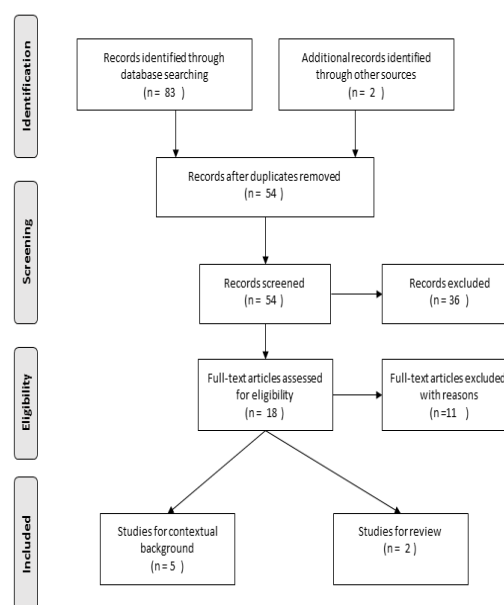 Identification
Records identified through
database searching
(n = 83 )
Additional records identified
through other sources
(n = 2 )
Records after duplicates removed
(n = 54 )
Screening
Records screened
(n = 54 )
Records excluded
(n = 36 )
Eligibility
Full-text articles assessed
for eligibility
(n = 18 )
Full-text articles excluded
with reasons
(n =11 )
Included
Studies for contextual
background
(n = 5 )
Studies for review
(n = 2 )